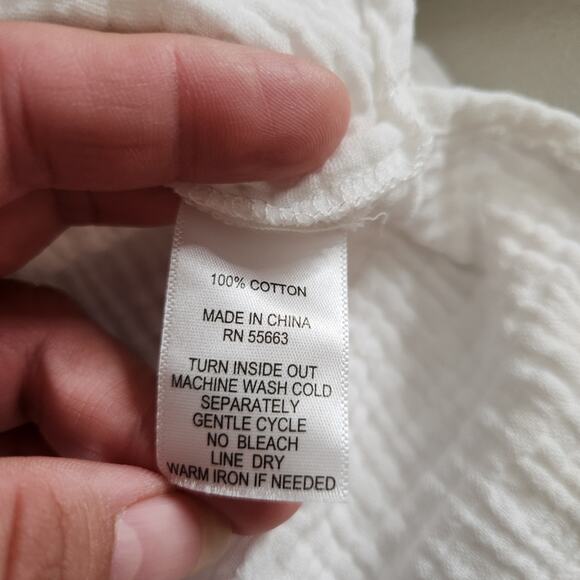 100% COTTON
MADE IN CHINA
RN 55663
TURN INSIDE OUT
MACHINE WASH COLD
SEPARATELY
GENTLE CYCLE
NO BLEACH
LINE DRY
WARM IRON IF NEEDED